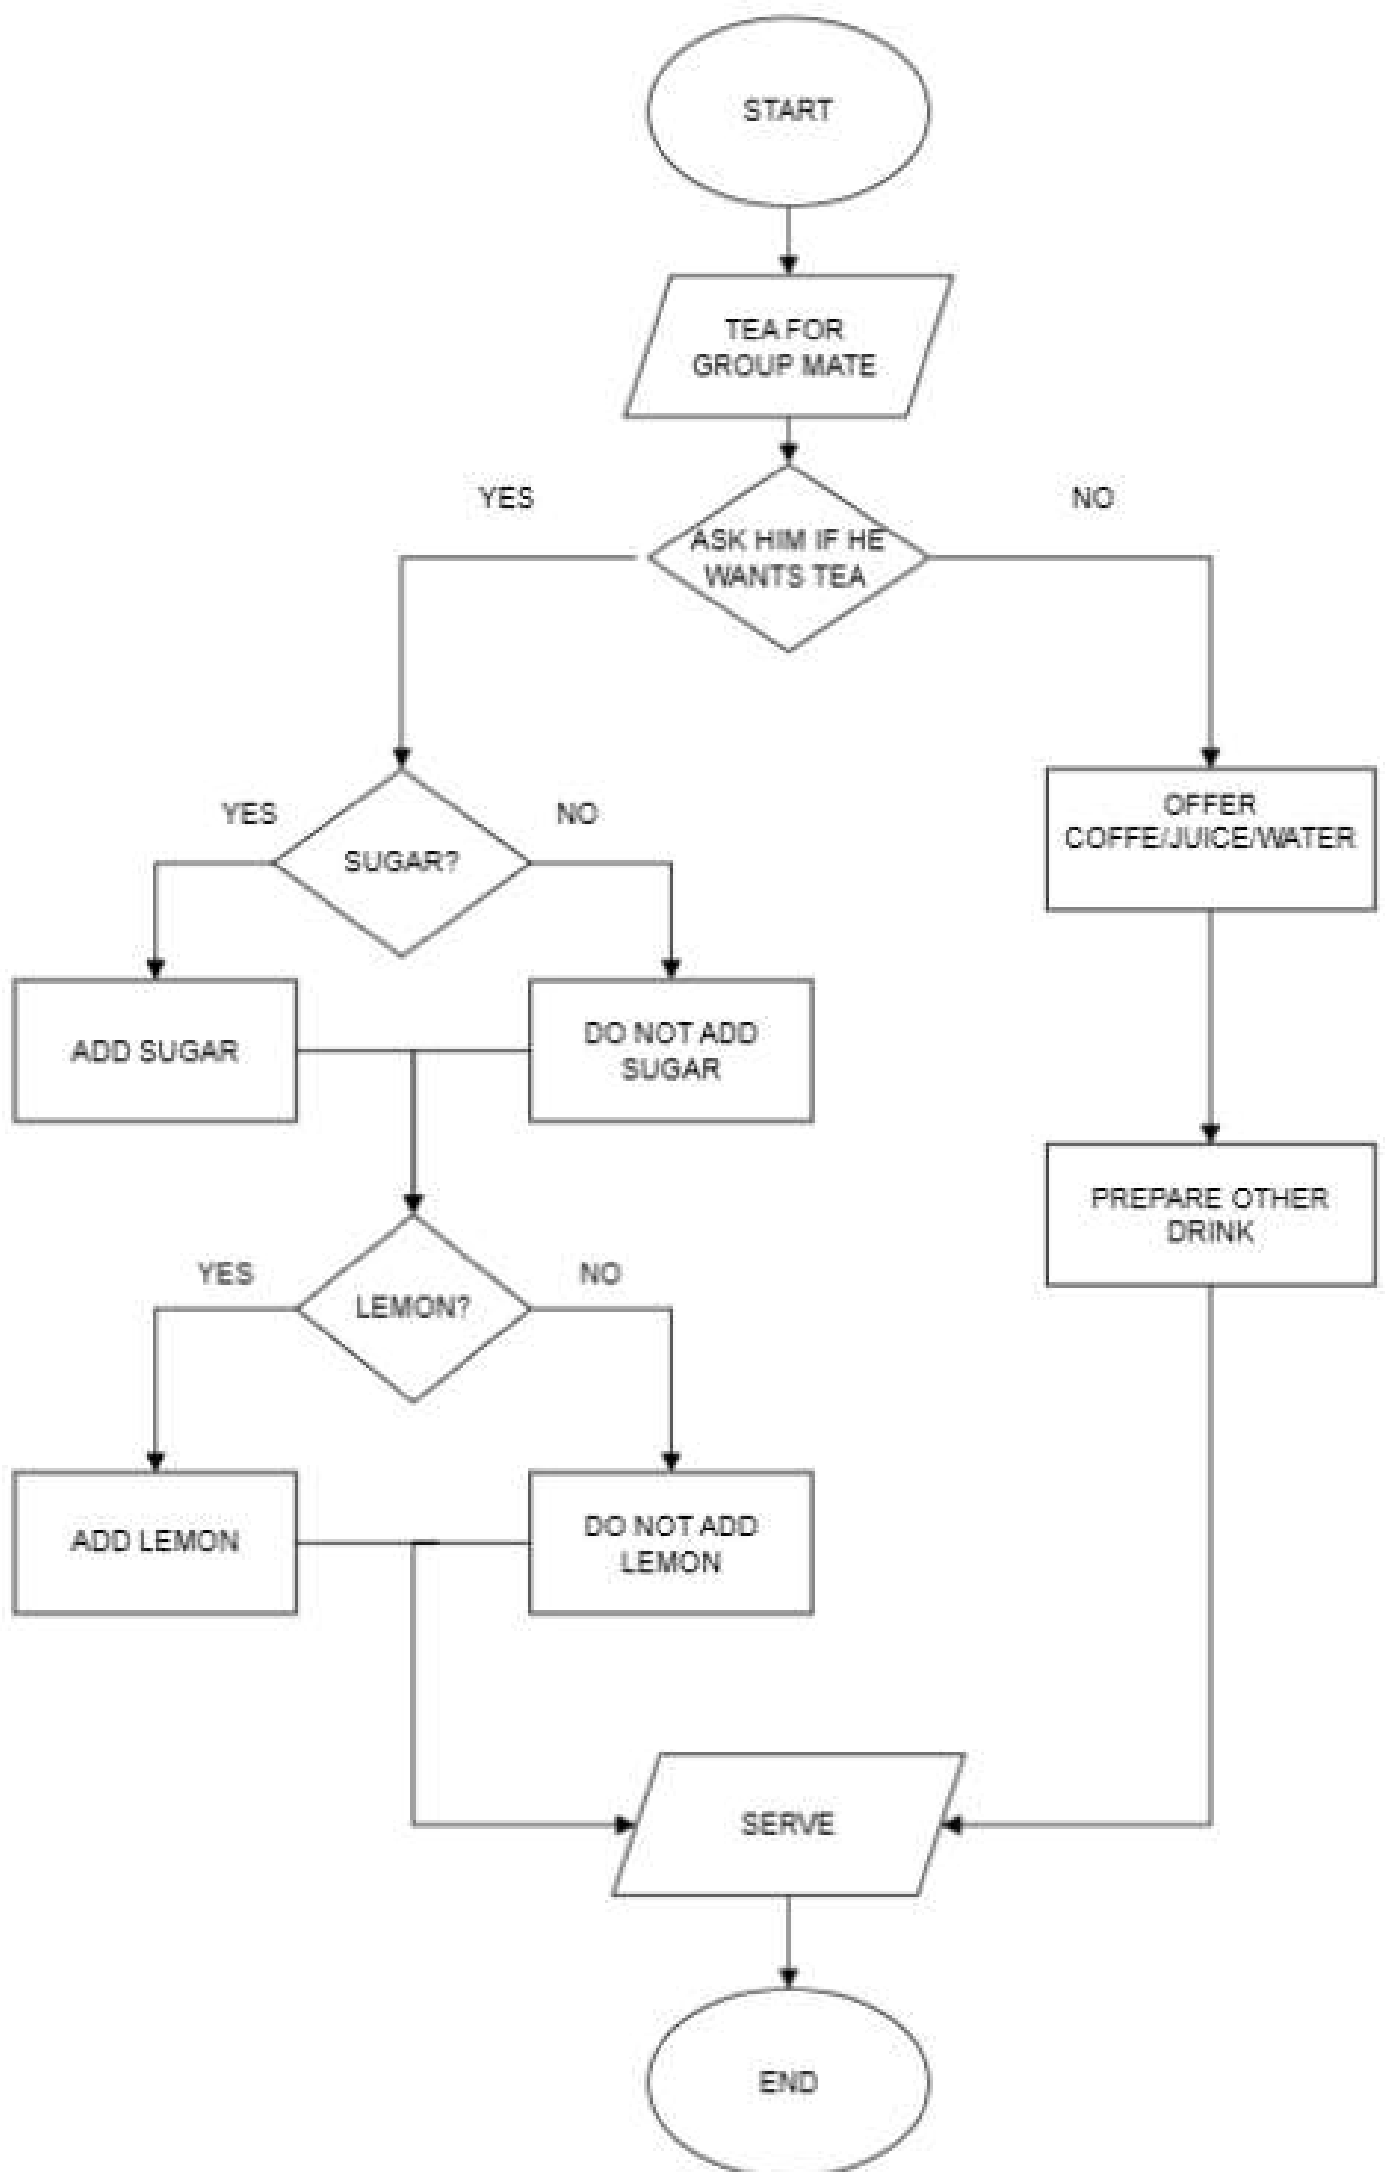 START
TEA FOR
GROUP MATE
YES
NO
ASK HIM IF HE
WANTS TEA
YES
NO
SUGAR?
OFFER
COFFE/JUICE/WATER
ADD SUGAR
DO NOT ADD
SUGAR
PREPARE OTHER
DRINK
YES
NO
LEMON?
ADD LEMON
DO NOT ADD
LEMON
SERVE
END